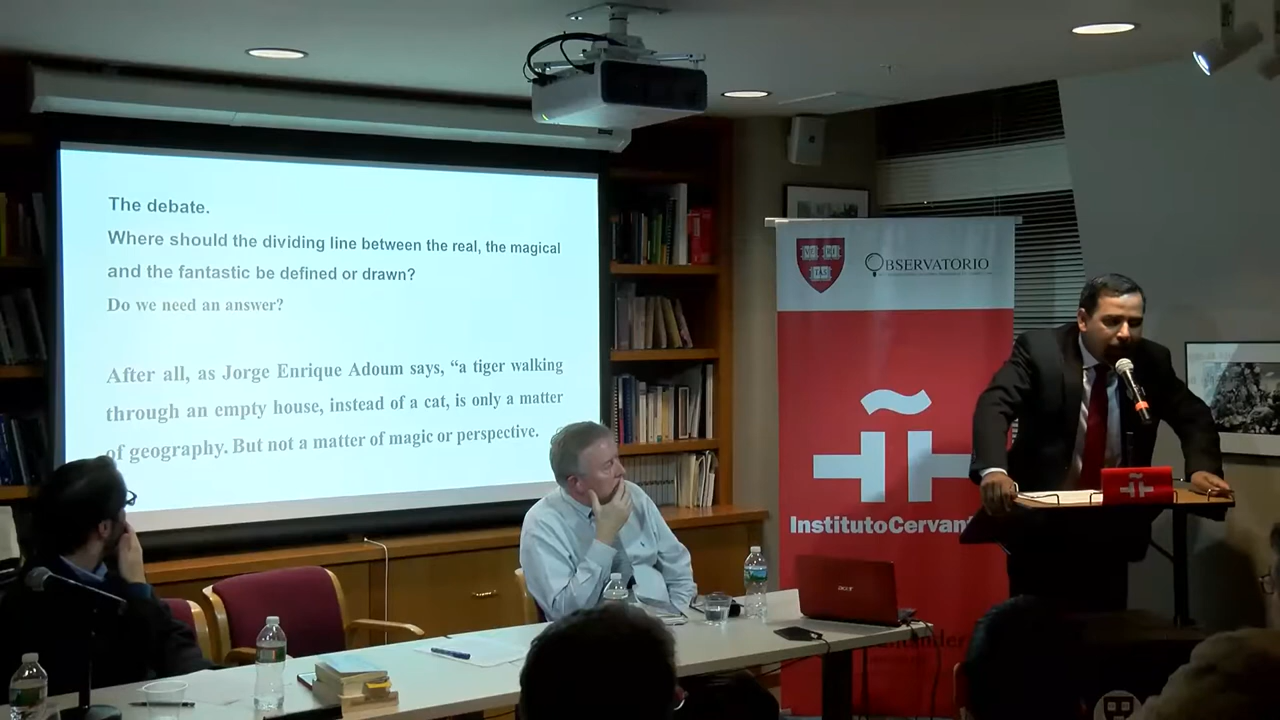 The debate.
Where should the dividing line between the real, the magical
and the fantastic be defined or drawn?
Do we need an answer?
After all, as Jorge Enrique Adoum says, “a tiger walking
through an empty house, instead of a cat, is only a matter
of geography. But not a matter of magic or perspective.
OBSERVATORIO
InstitutoCervan
acer